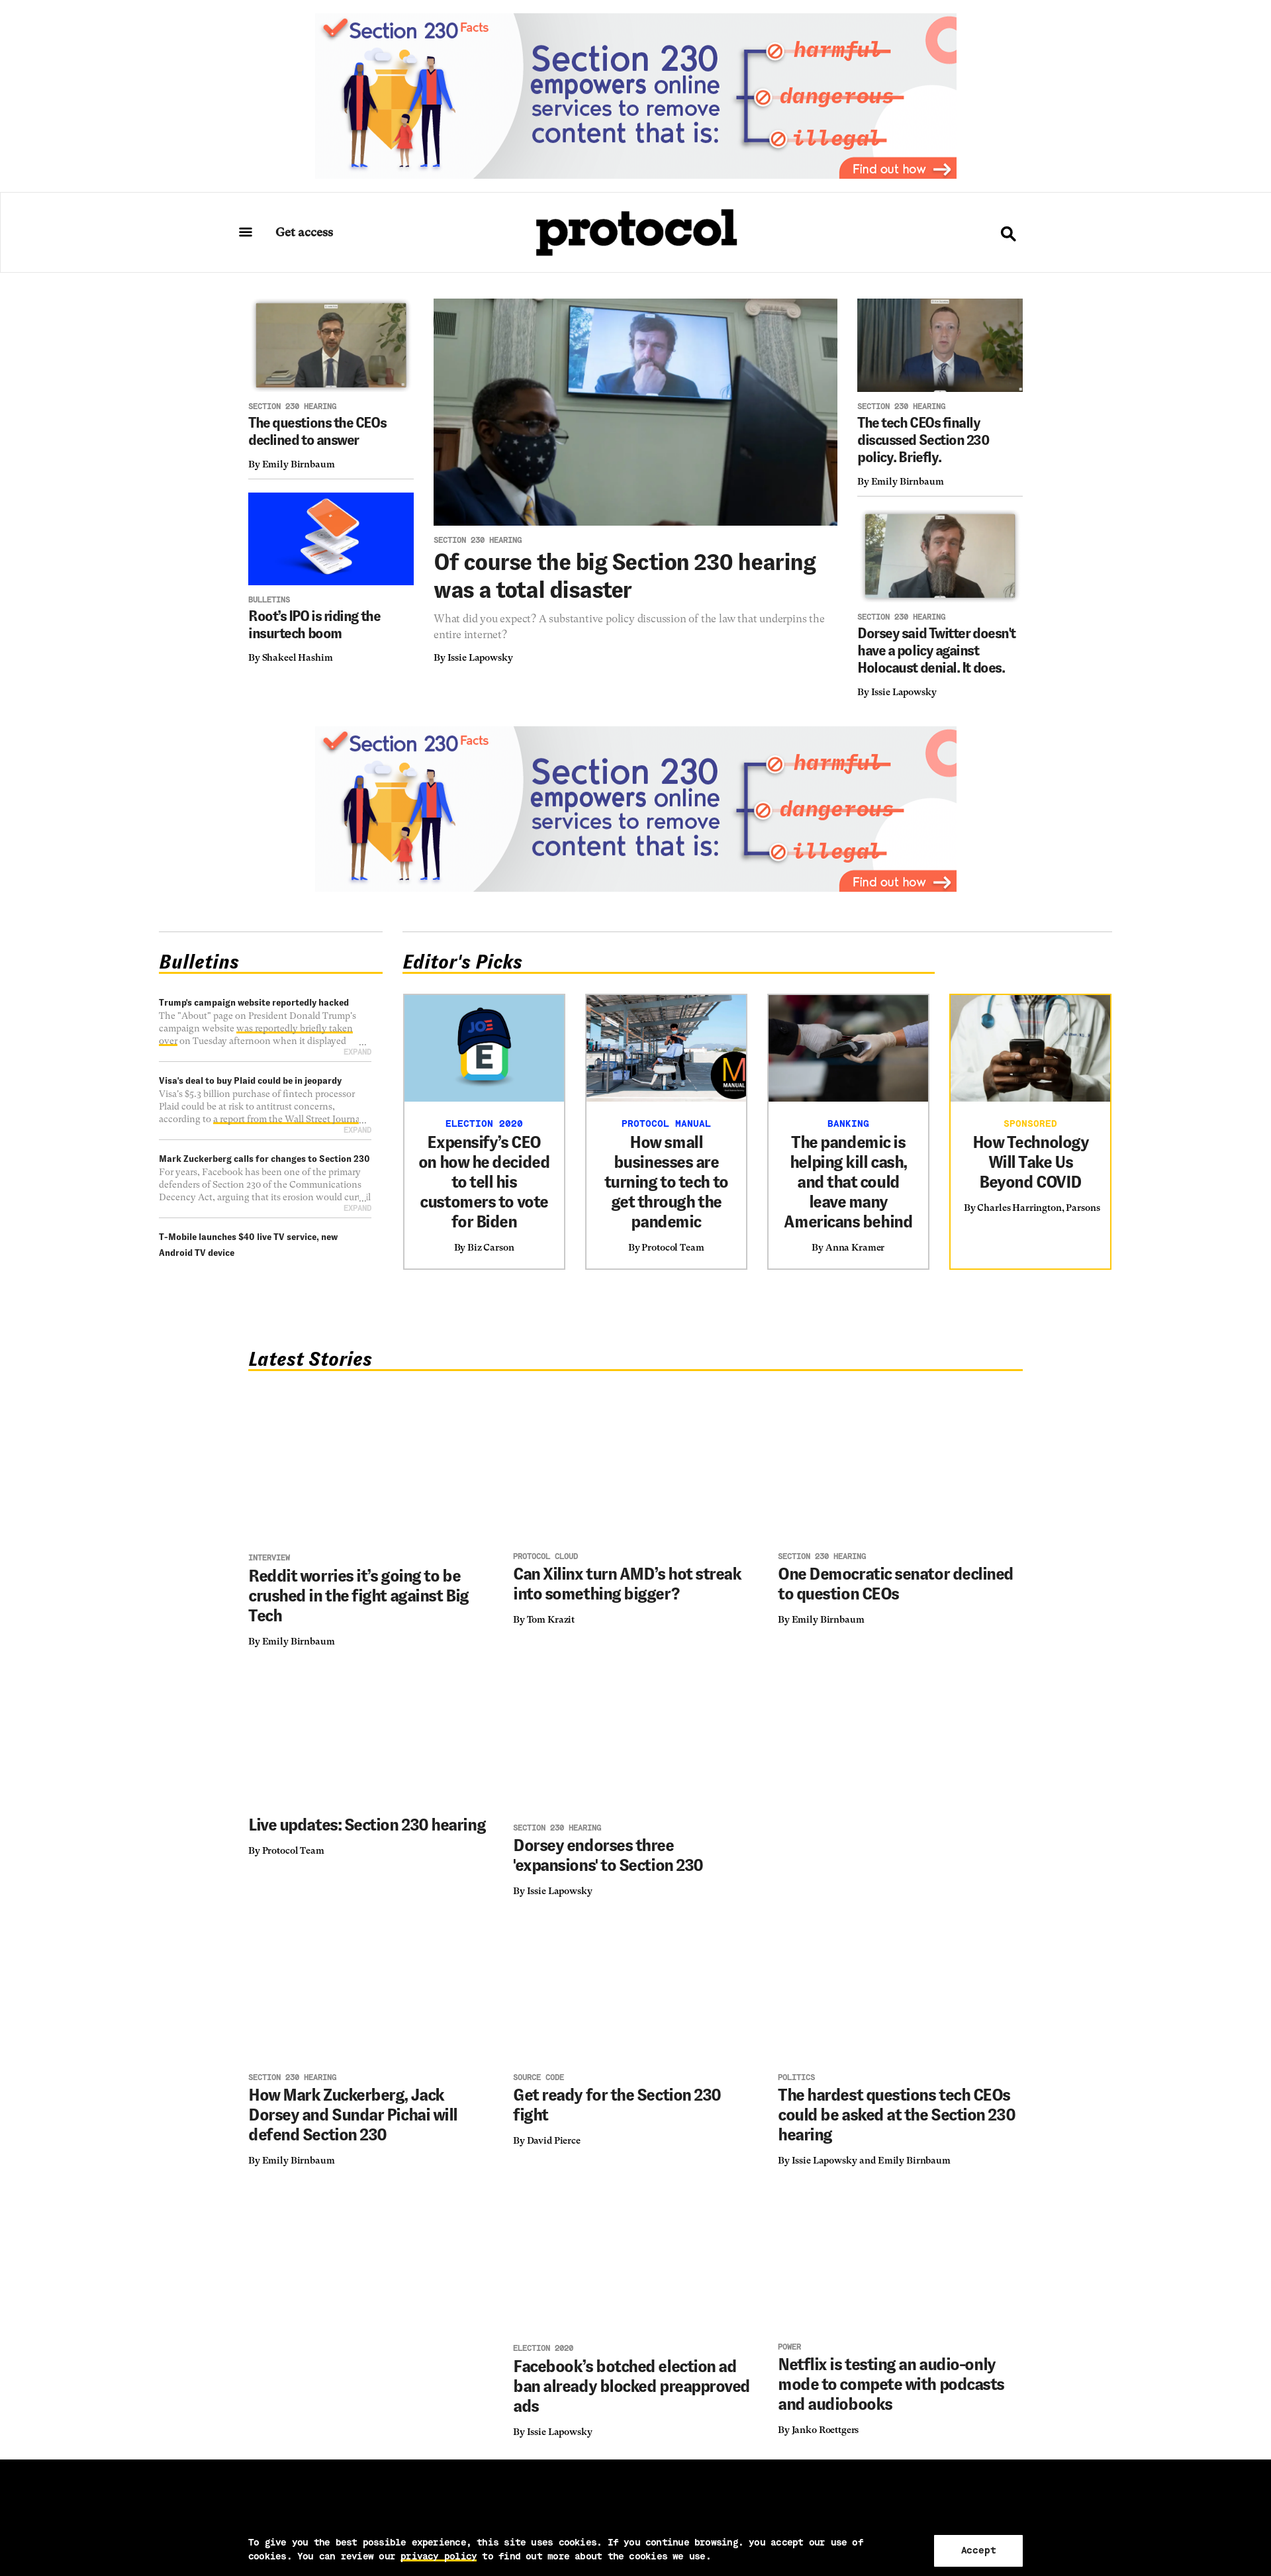 Section 230 Facts
Section 230
empowers online
services to remove
content that is:
harmful
dangerous
illegal
Find out how
Get access
protocol
SECTION 230 HEARING
The questions the CEOs
declined to answer
By Emily Birnbaum
BULLETINS
Root's IPO is riding the
insurtech boom
By Shakeel Hashim
SECTION 230 HEARING
Of course the big Section 230 hearing
was a total disaster
What did you expect? A substantive policy discussion of the law that underpins the
entire internet?
By Issie Lapowsky
SECTION 230 HEARING
The tech CEOs finally
discussed Section 230
policy. Briefly.
By Emily Birnbaum
SECTION 230 HEARING
Dorsey said Twitter doesn't
have a policy against
Holocaust denial. It does.
By Issie Lapowsky
Section 230 Facts
Section 230
empowers online
services to remove
content that is:
harmful
dangerous
illegal
Find out how
Bulletins
Trump's campaign website reportedly hacked
The "About" page on President Donald Trump's
campaign website was reportedly briefly taken
over on Tuesday afternoon when it displayed ...
EXPAND
Visa's deal to buy Plaid could be in jeopardy
Visa's $5.3 billion purchase of fintech processor
Plaid could be at risk to antitrust concerns,
according to a report from the Wall Street Journa...
EXPAND
Mark Zuckerberg calls for changes to Section 230
For years, Facebook has been one of the primary
defenders of Section 230 of the Communications
Decency Act, arguing that its erosion would cur...l
EXPAND
T-Mobile launches $40 live TV service, new
Android TV device
Editor's Picks
JOE
E
ELECTION 2020
Expensify's CEO
on how he decided
to tell his
customers to vote
for Biden
By Biz Carson
M
MANUAL
PROTOCOL MANUAL
How small
businesses are
turning to tech to
get through the
pandemic
By Protocol Team
BANKING
The pandemic is
helping kill cash,
and that could
leave many
Americans behind
By Anna Kramer
SPONSORED
How Technology
Will Take Us
Beyond COVID
By Charles Harrington, Parsons
Latest Stories
INTERVIEW
Reddit worries it's going to be
crushed in the fight against Big
Tech
By Emily Birnbaum
PROTOCOL CLOUD
Can Xilinx turn AMD's hot streak
into something bigger?
By Tom Krazit
SECTION 230 HEARING
One Democratic senator declined
to question CEOs
By Emily Birnbaum
Live updates: Section 230 hearing
By Protocol Team
SECTION 230 HEARING
Dorsey endorses three
'expansions' to Section 230
By Issie Lapowsky
SECTION 230 HEARING
How Mark Zuckerberg, Jack
Dorsey and Sundar Pichai will
defend Section 230
By Emily Birnbaum
SOURCE CODE
Get ready for the Section 230
fight
By David Pierce
POLITICS
The hardest questions tech CEOs
could be asked at the Section 230
hearing
By Issie Lapowsky and Emily Birnbaum
ELECTION 2020
Facebook's botched election ad
ban already blocked preapproved
ads
By Issie Lapowsky
POWER
Netflix is testing an audio-only
mode to compete with podcasts
and audiobooks
By Janko Roettgers
To give you the best possible experience, this site uses cookies. If you continue browsing. you accept our use of
cookies. You can review our privacy policy to find out more about the cookies we use.
Accept